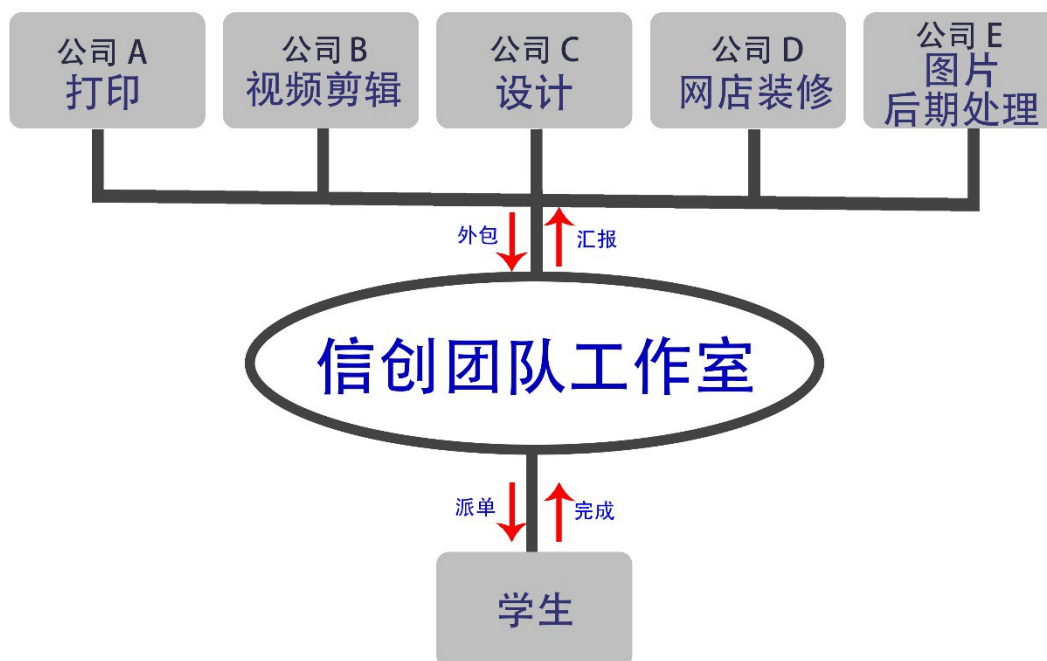 公司 A
打印
公司 B
视频剪辑
公司 C
设计
公司 D
网店装修
公司 E
图片
后期处理
外包
汇报
信创团队工作室
派单
完成
学生